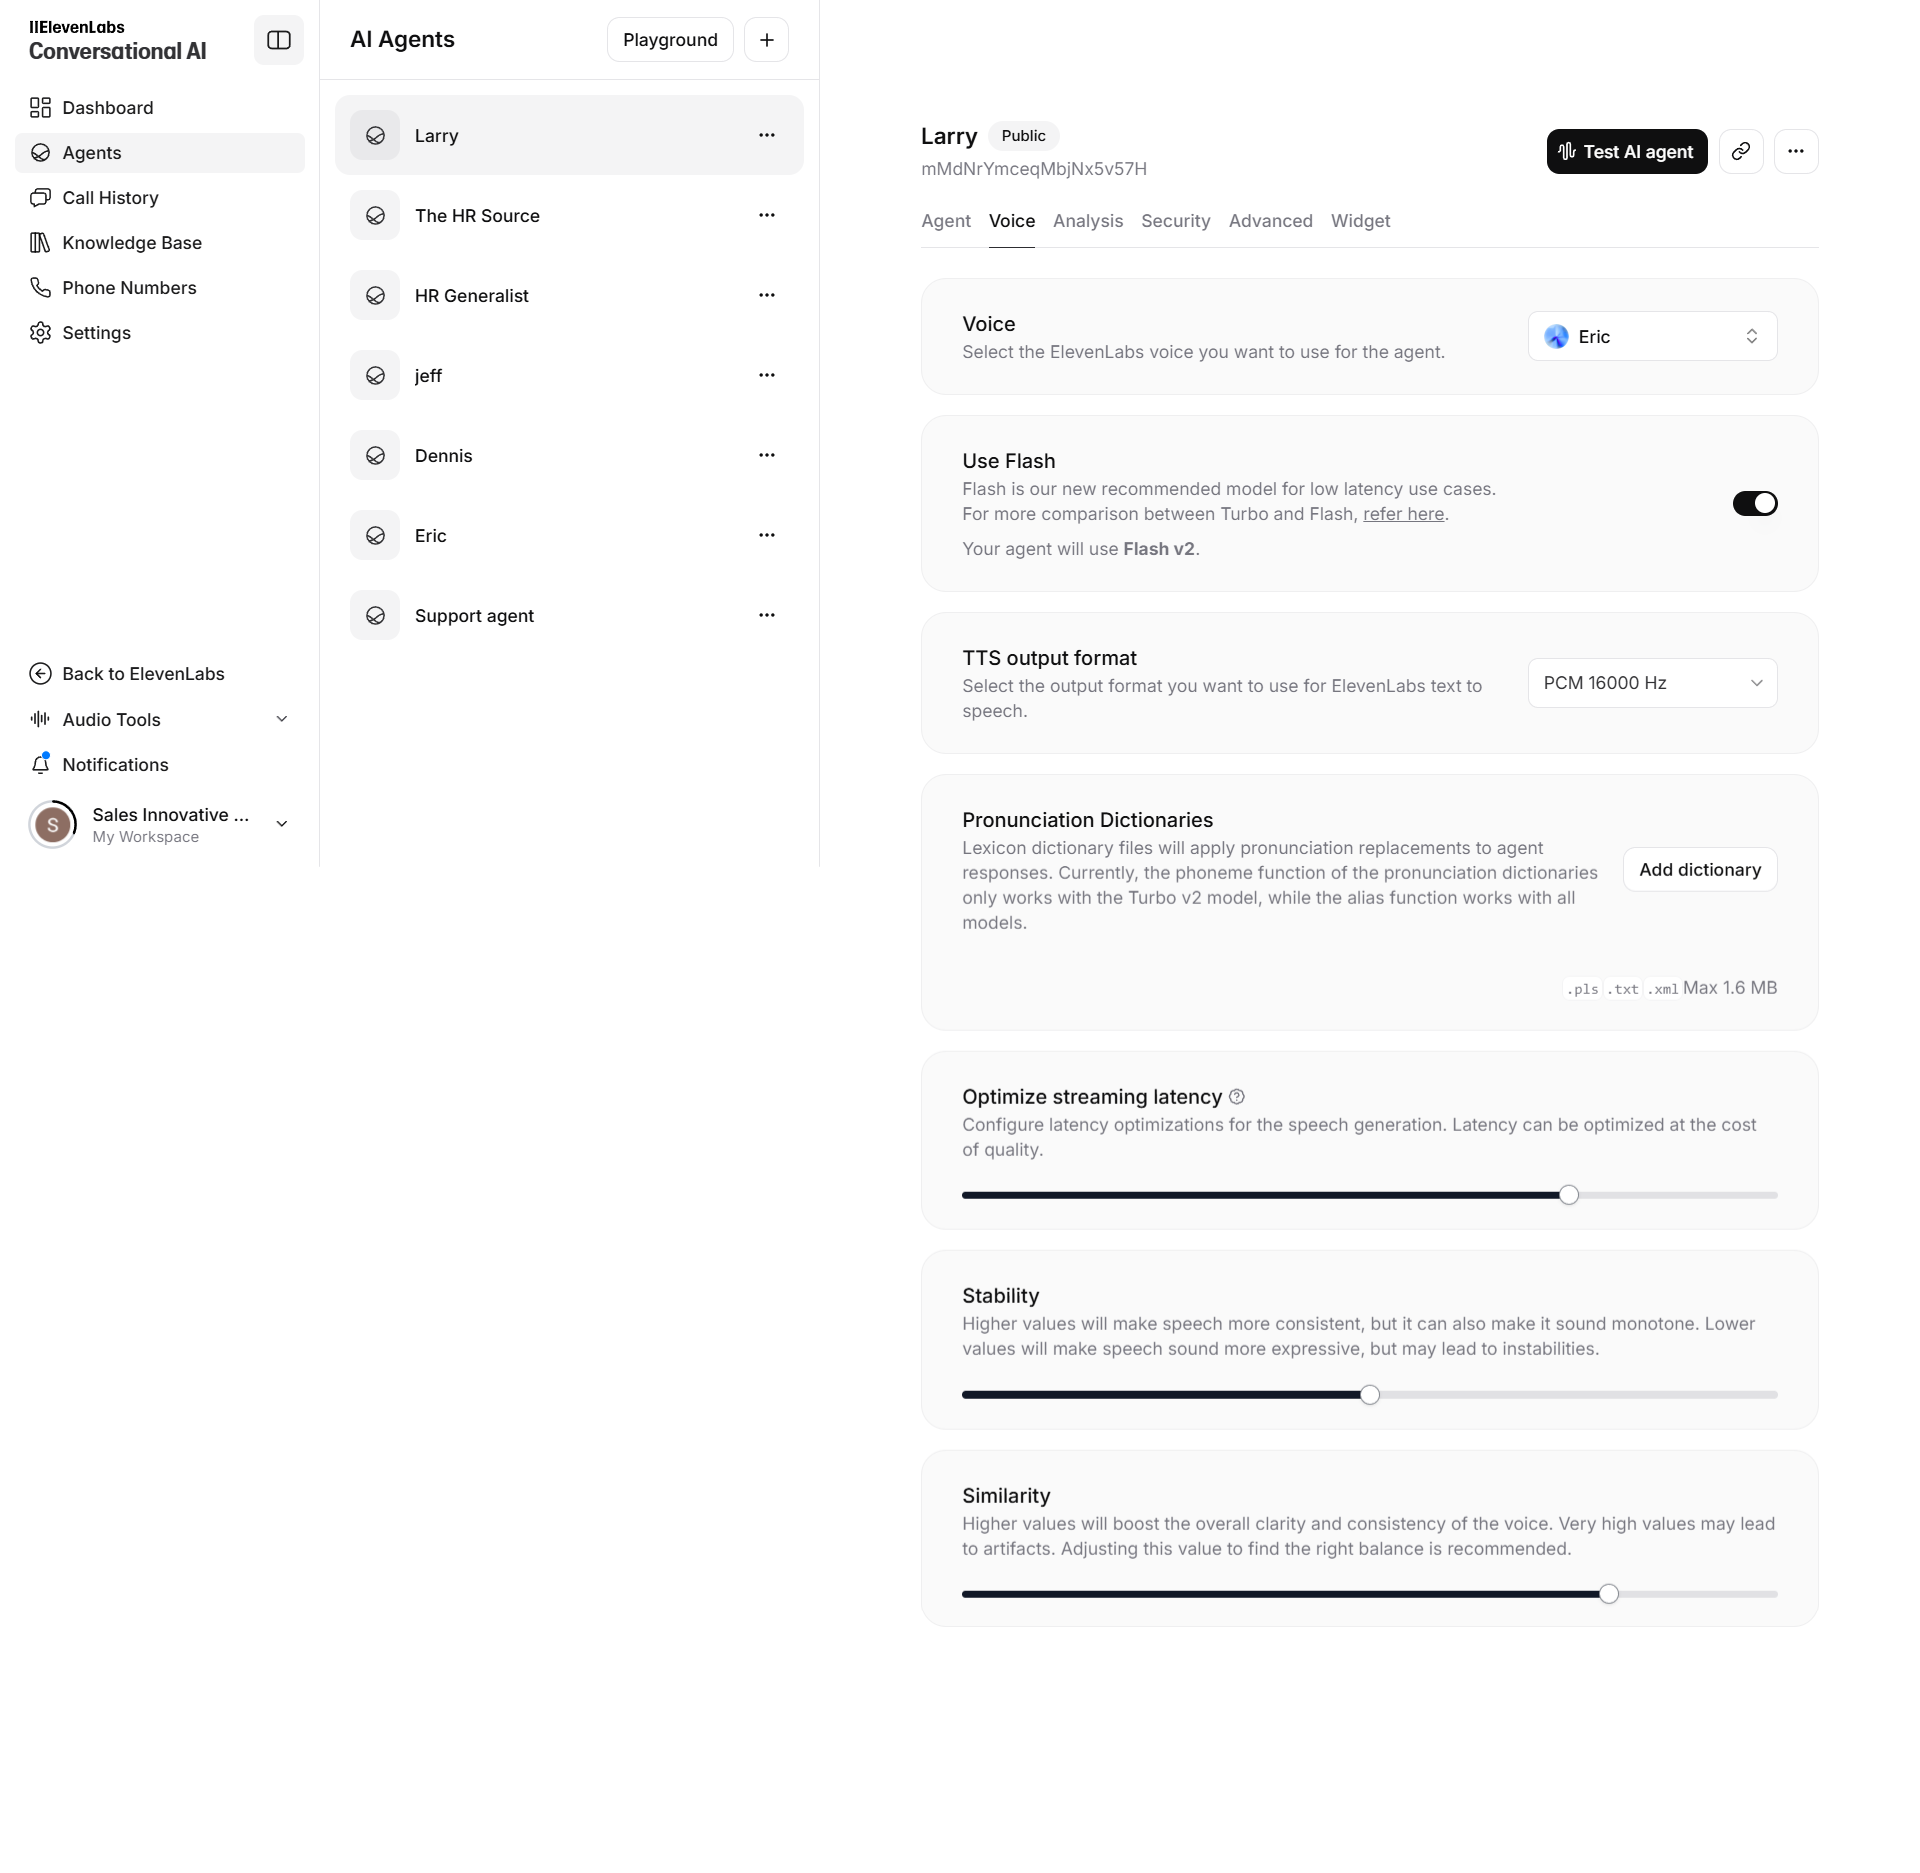 IIElevenLabs
Conversational AI
Dashboard
Agents
Call History
Knowledge Base
Phone Numbers
Settings
Back to ElevenLabs
Audio Tools
Notifications
S
Sales Innovative ...
My Workspace
AI Agents
Playground
Larry
The HR Source
HR Generalist
jeff
Dennis
Eric
Support agent
Larry Public
mMdNrYmceqMbjNx5v57H
Test AI agent
Agent Voice Analysis Security Advanced Widget
Voice
Select the ElevenLabs voice you want to use for the agent.
Eric
Use Flash
Flash is our new recommended model for low latency use cases.
For more comparison between Turbo and Flash, refer here.
Your agent will use Flash v2.
TTS output format
Select the output format you want to use for ElevenLabs text to
speech.
PCM 16000 Hz
Pronunciation Dictionaries
Lexicon dictionary files will apply pronunciation replacements to agent
responses. Currently, the phoneme function of the pronunciation dictionaries
only works with the Turbo v2 model, while the alias function works with all
models.
Add dictionary
.pls .txt .xml Max 1.6 MB
Optimize streaming latency
Configure latency optimizations for the speech generation. Latency can be optimized at the cost
of quality.
Stability
Higher values will make speech more consistent, but it can also make it sound monotone. Lower
values will make speech sound more expressive, but may lead to instabilities.
Similarity
Higher values will boost the overall clarity and consistency of the voice. Very high values may lead
to artifacts. Adjusting this value to find the right balance is recommended.